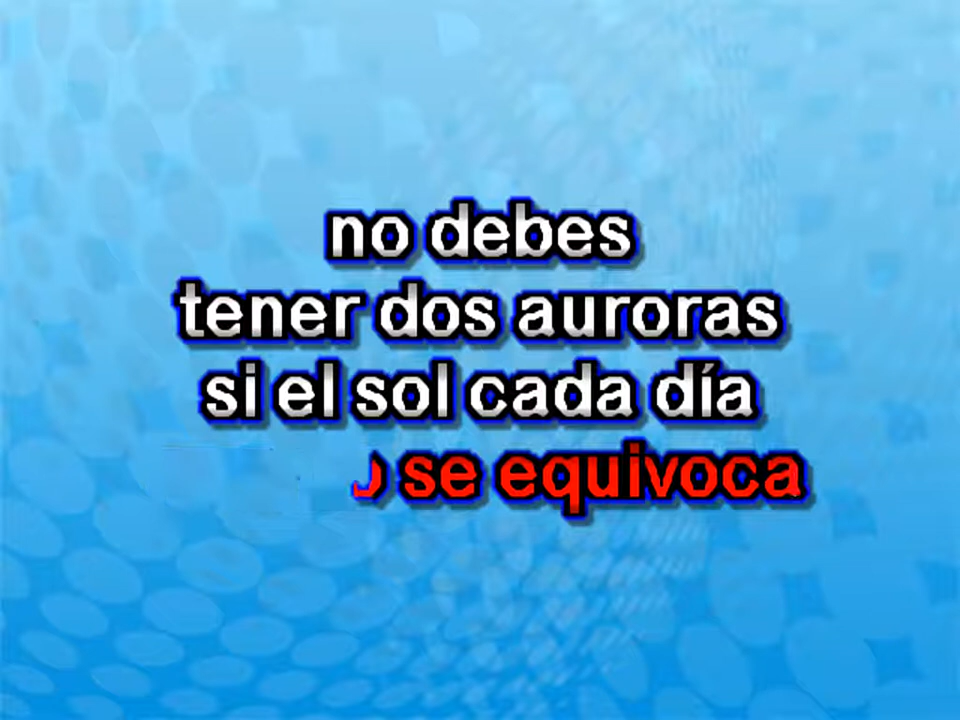 no debes
tener dos auroras
si el sol cada día
se equivoca